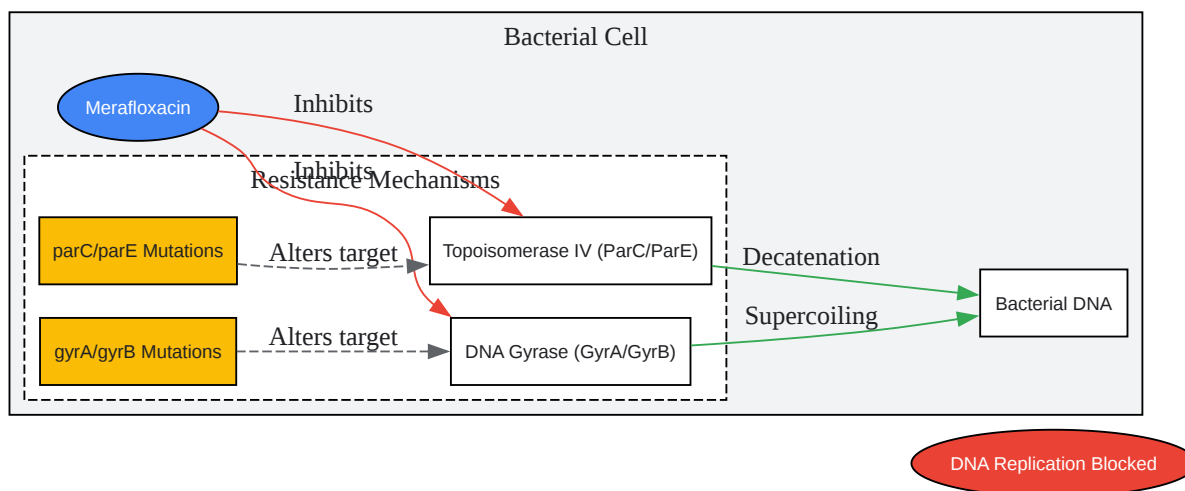 Bacterial Cell
Merafloxacin
Inhibits
Inhibits
Resistance Mechanisms
parC/parE Mutations
Alters target
Topoisomerase IV (ParC/ParE)
Decatenation
Bacterial DNA
Supercoiling
gyrA/gyrB Mutations
Alters target
DNA Gyrase (GyrA/GyrB)
DNA Replication Blocked